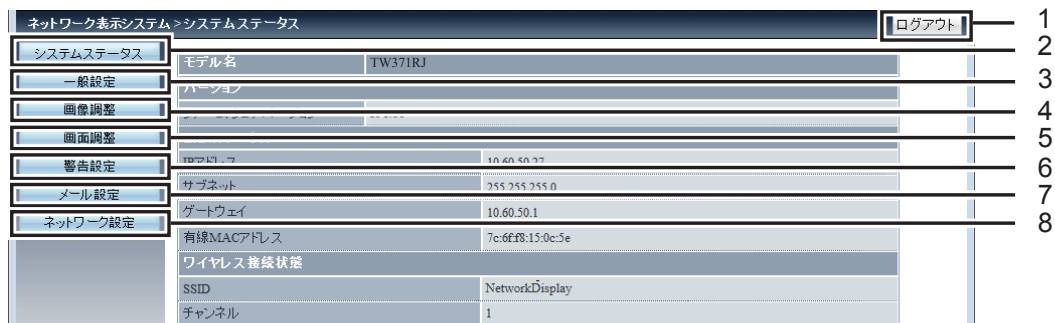 ネットワーク表示システム>システムステータス
ログアウト
1
システムステータス
2
モデル名 TW371RJ
一般設定
3
バージョン
画像調整
4
画面調整
5
IPアドレス 10.60.50.27
警告設定
6
サブネット 255.255.255.0
メール設定
7
ゲートウェイ 10.60.50.1
ネットワーク設定
8
有線MACアドレス 7c:6f:f8:15:0c:5e
ワイヤレス接続状態
SSID NetworkDisplay
チャンネル 1